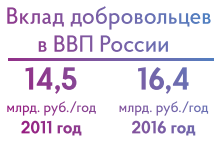 Вклад добровольцев
в ВВП России
14,5 16,4
млрд. руб./год млрд. руб./год
2011 год 2016 год